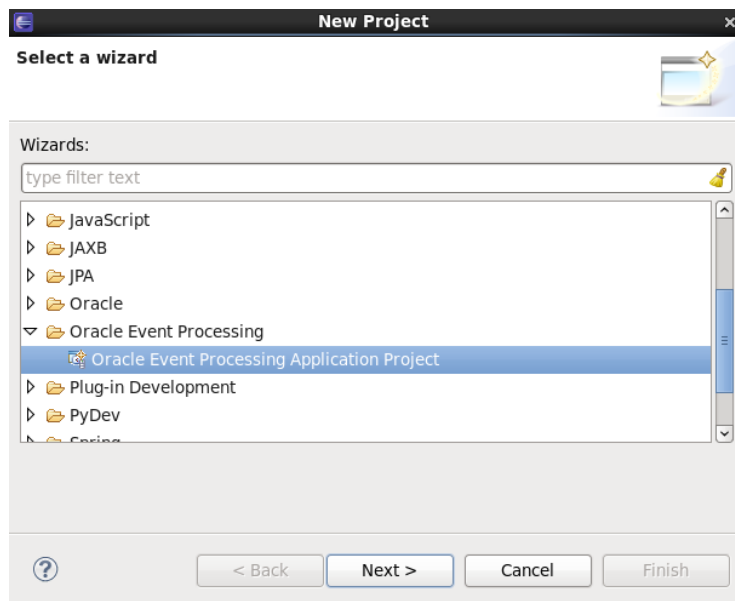 New Project
Select a wizard
Wizards:
type filter text
JavaScript
JAXB
JPA
Oracle
Oracle Event Processing
Oracle Event Processing Application Project
Plug-in Development
PyDev
Spring
< Back Next > Cancel Finish